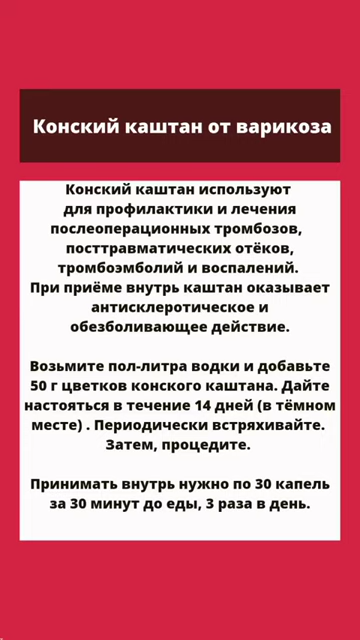 Конский каштан от варикоза
Конский каштан используют
для профилактики и лечения
послеоперационных тромбозов,
посттравматических отёков,
тромбоэмболий и воспалений.
При приёме внутрь каштан оказывает
антисклеротическое и
обезболивающее действие.
Возьмите пол-литра водки и добавьте
50 г цветков конского каштана. Дайте
настояться в течение 14 дней (в тёмном
месте) . Периодически встряхивайте.
Затем, процедите.
Принимать внутрь нужно по 30 капель
за 30 минут до еды, 3 раза в день.